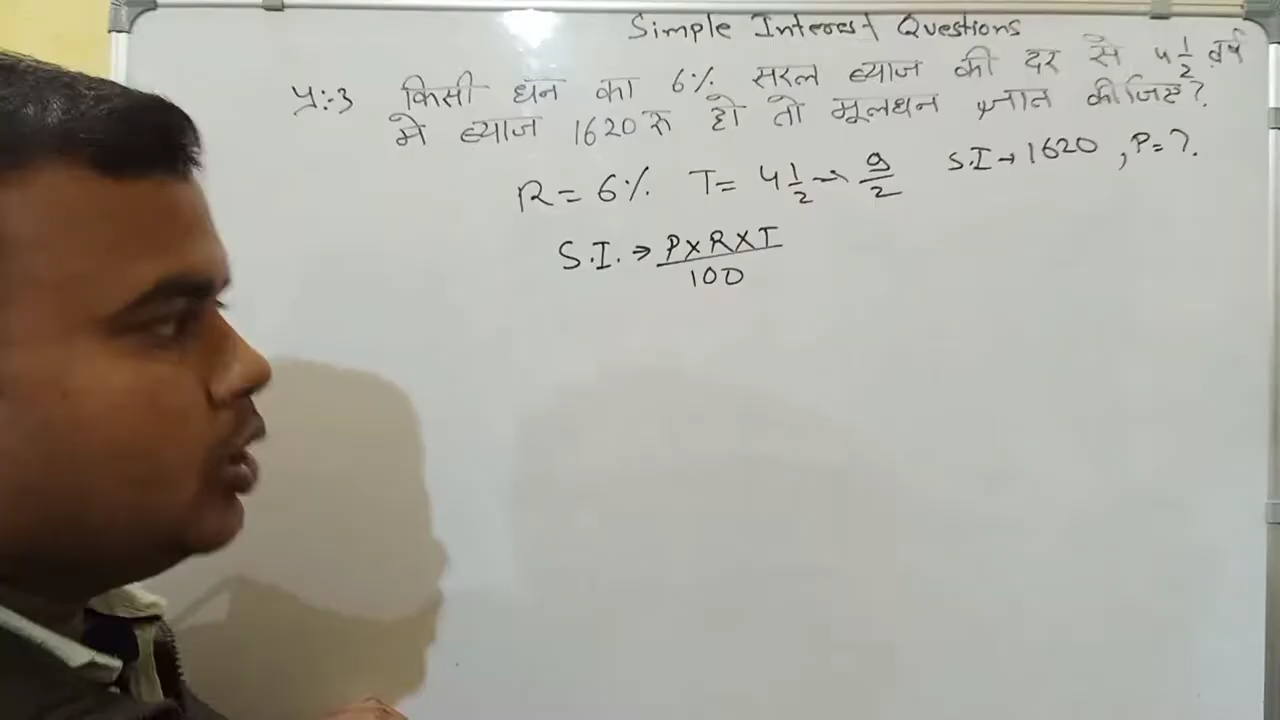 Simple Interest Questions
प्र:-3 किसी धन का 6% सरल ब्याज की दर से 4 1/2 वर्ष
मे ब्याज 1620 रु हो तो मूलधन ज्ञात कीजिए?
R = 6% T = 4 1/2 → 9/2 S.I → 1620 , P = ?.
S.I. → P×R×T/100